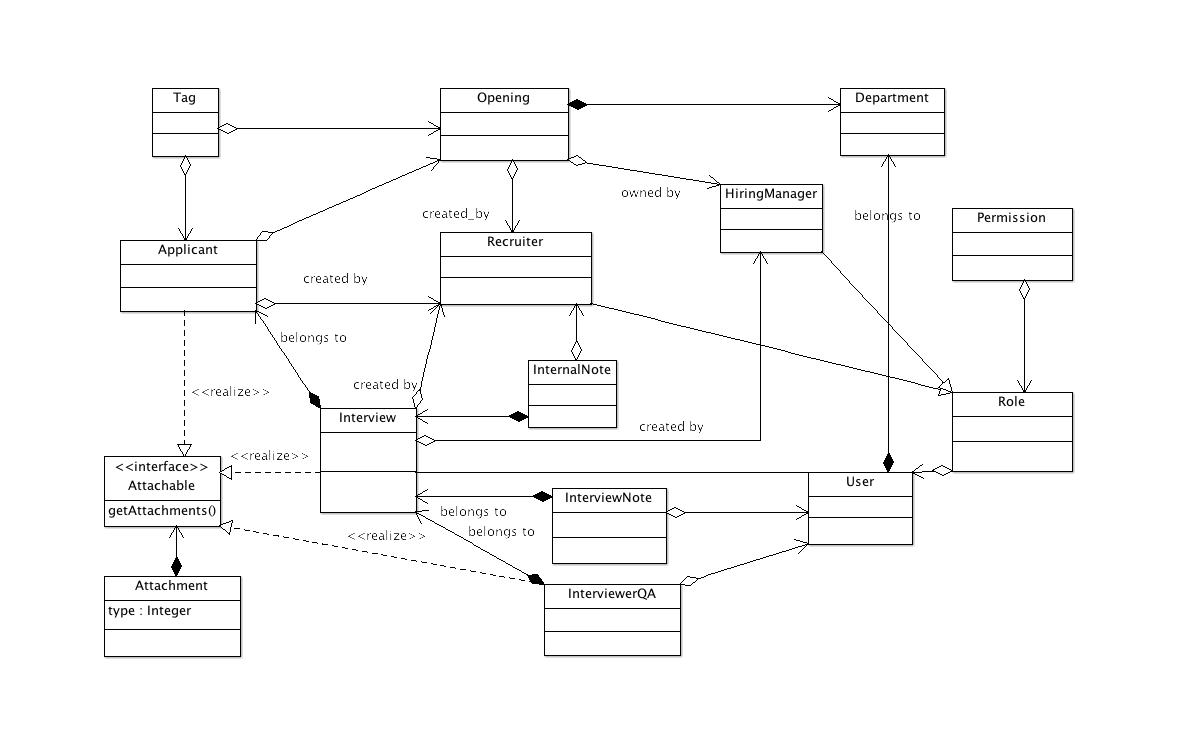 Tag
Opening
Department
owned by
HiringManager
created_by
belongs to
Permission
Applicant
Recruiter
created by
belongs to
InternalNote
created by
<<realize>>
Interview
Role
created by
<<realize>>
<<interface>>
Attachable
getAttachments()
User
InterviewNote
belongs to
belongs to
<<realize>>
Attachment
type : Integer
InterviewerQA